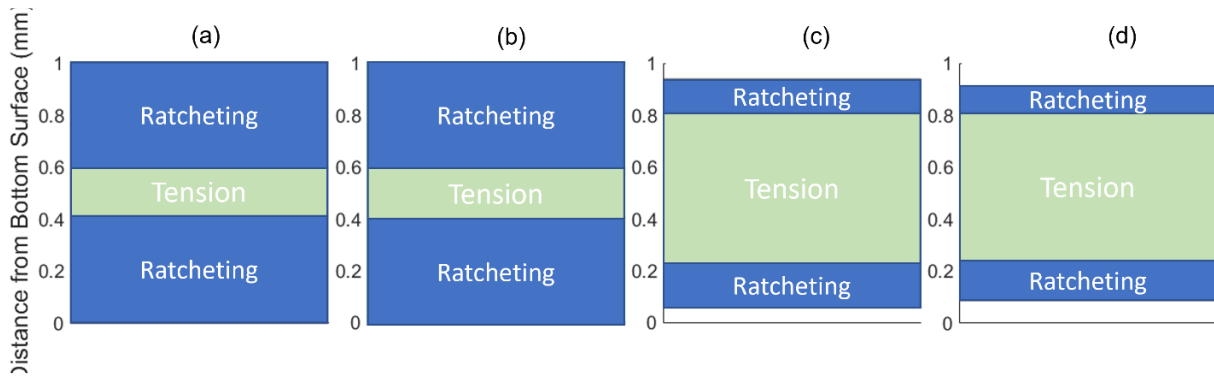 Distance from Bottom Surface (mm)
(a) (b) (c) (d)
1 1 1 1
Ratcheting Ratcheting Ratcheting Ratcheting
0.8 0.8 0.8 0.8
0.6 0.6 0.6 0.6
Tension Tension Tension Tension
0.4 0.4 0.4 0.4
0.2 0.2 0.2 0.2
Ratcheting Ratcheting Ratcheting Ratcheting
0 0 0 0